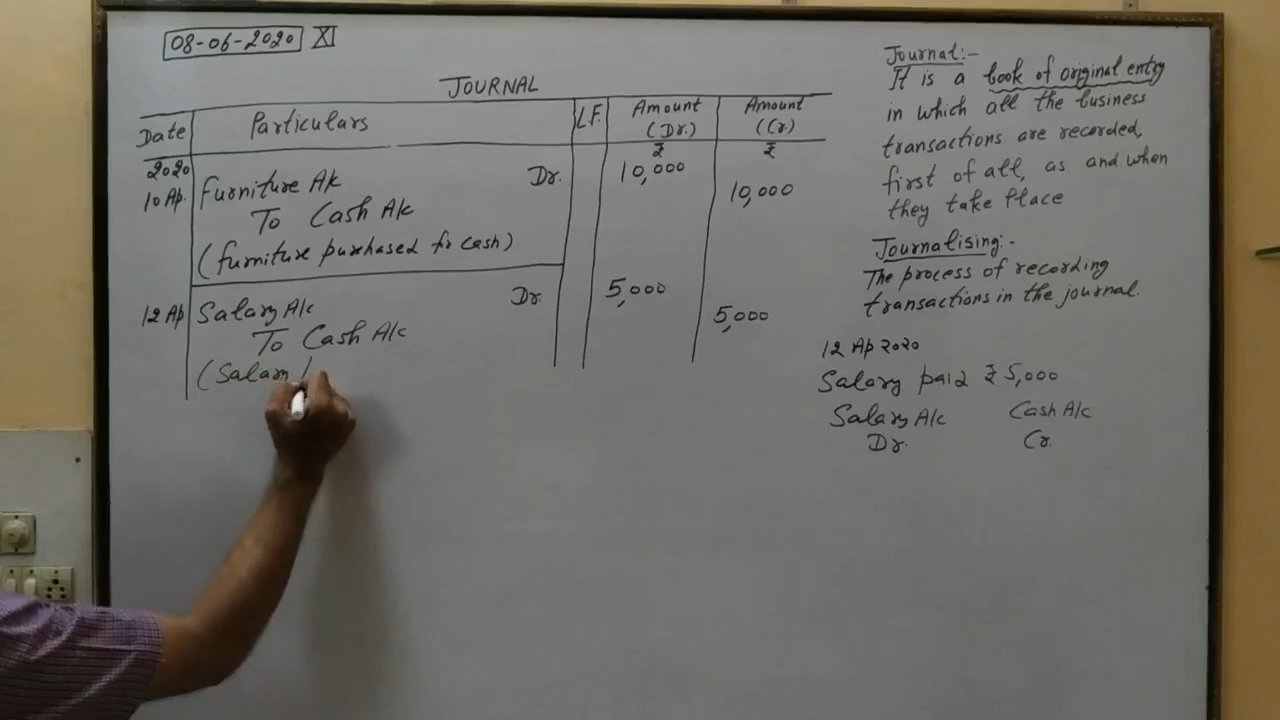 08-06-2020 XI
JOURNAL
Date Particulars L.F. Amount (Dr.) Amount (Cr.)
₹ ₹
2020
10 Ap. Furniture A/c Dr. 10,000
To Cash A/c 10,000
(furniture purchased for cash)
12 Ap Salary A/c Dr. 5,000
To Cash A/c 5,000
(Salary
Journal:-
It is a book of original entry
in which all the business
transactions are recorded,
first of all, as and when
they take place
Journalising:-
The process of recording
transactions in the journal.
12 Ap 2020
Salary paid ₹ 5,000
Salary A/c Cash A/c
Dr. Cr.